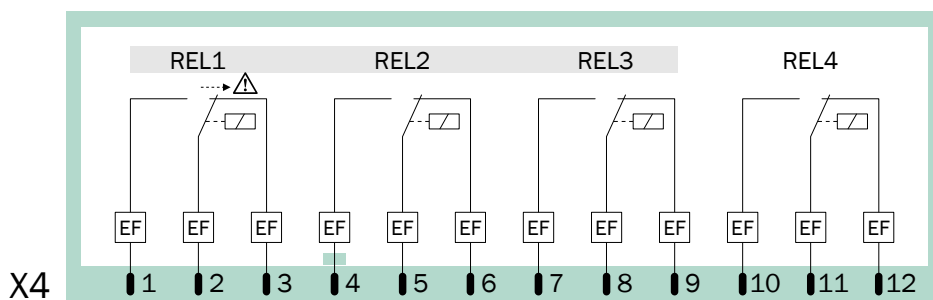 REL1 REL2 REL3 REL4
EF EF EF EF EF EF EF EF EF EF EF EF
X4 1 2 3 4 5 6 7 8 9 10 11 12